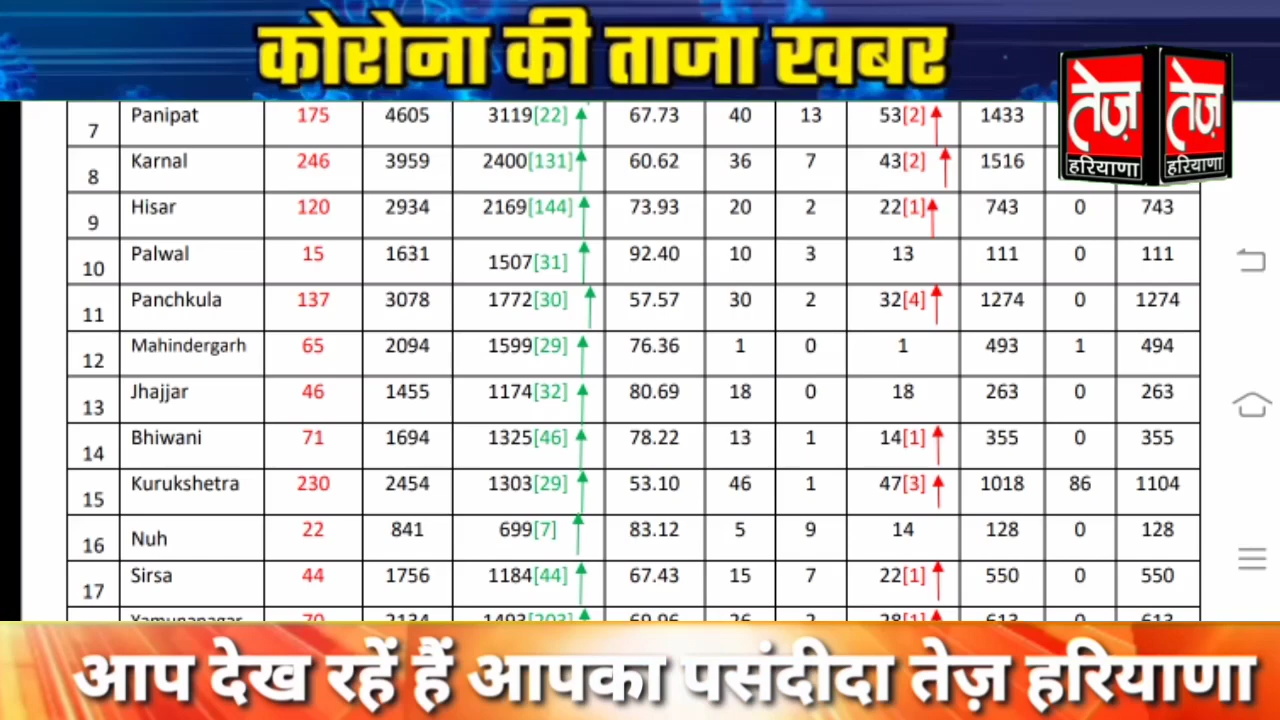 कोरोना की ताजा खबर
तेज़ तेज़
हरियाणा हरियाणा
7 Panipat 175 4605 3119[22] 67.73 40 13 53[2] 1433
8 Karnal 246 3959 2400[131] 60.62 36 7 43[2] 1516
9 Hisar 120 2934 2169[144] 73.93 20 2 22[1] 743 0 743
10 Palwal 15 1631 1507[31] 92.40 10 3 13 111 0 111
11 Panchkula 137 3078 1772[30] 57.57 30 2 32[4] 1274 0 1274
12 Mahindergarh 65 2094 1599[29] 76.36 1 0 1 493 1 494
13 Jhajjar 46 1455 1174[32] 80.69 18 0 18 263 0 263
14 Bhiwani 71 1694 1325[46] 78.22 13 1 14[1] 355 0 355
15 Kurukshetra 230 2454 1303[29] 53.10 46 1 47[3] 1018 86 1104
16 Nuh 22 841 699[7] 83.12 5 9 14 128 0 128
17 Sirsa 44 1756 1184[44] 67.43 15 7 22[1] 550 0 550
Yamunanagar 70 2134 1493[203] 69.96 26 2 28[1] 613 0 613
आप देख रहें हैं आपका पसंदीदा तेज़ हरियाणा